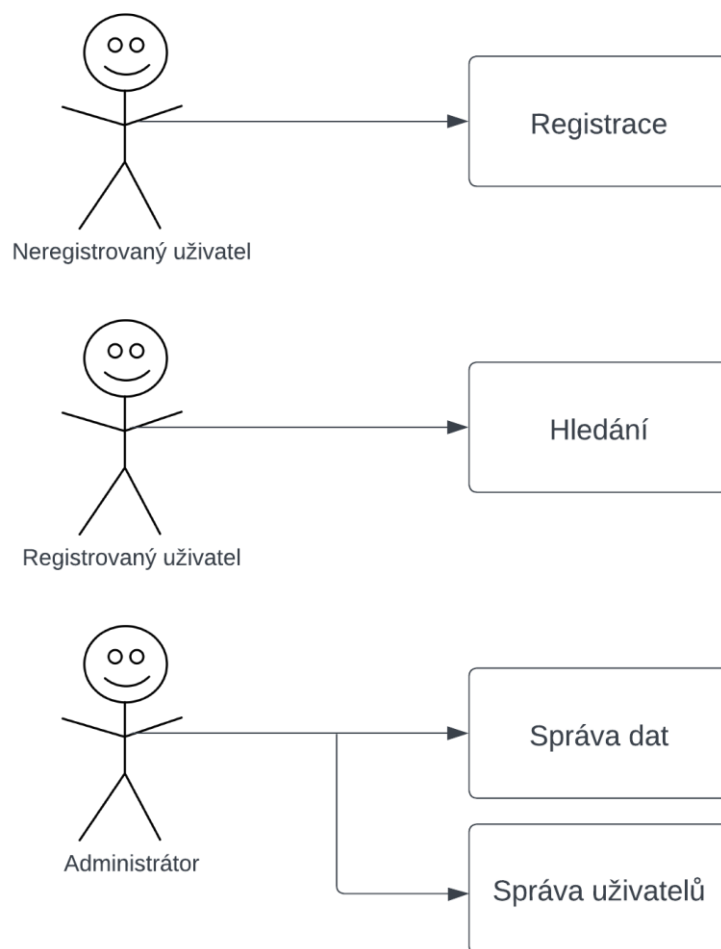 Registrace
Neregistrovaný uživatel
Hledání
Registrovaný uživatel
Správa dat
Administrátor
Správa uživatelů